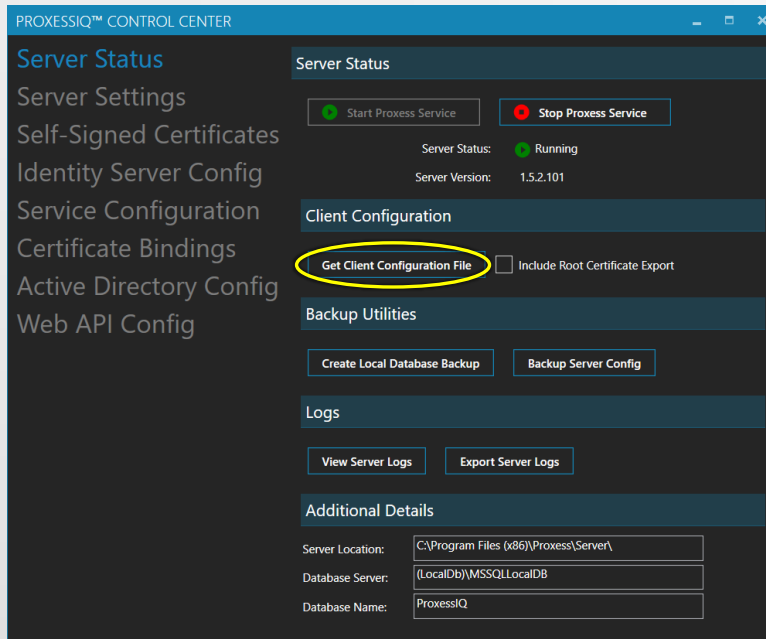 PROXESSIQ™ CONTROL CENTER
Server Status
Server Settings
Self-Signed Certificates
Identity Server Config
Service Configuration
Certificate Bindings
Active Directory Config
Web API Config
Server Status
Start Proxess Service
Stop Proxess Service
Server Status: Running
Server Version: 1.5.2.101
Client Configuration
Get Client Configuration File
Include Root Certificate Export
Backup Utilities
Create Local Database Backup
Backup Server Config
Logs
View Server Logs
Export Server Logs
Additional Details
Server Location: C:\Program Files (x86)\Proxess\Server\
Database Server: (LocalDb)\MSSQLLocalDB
Database Name: ProxessIQ